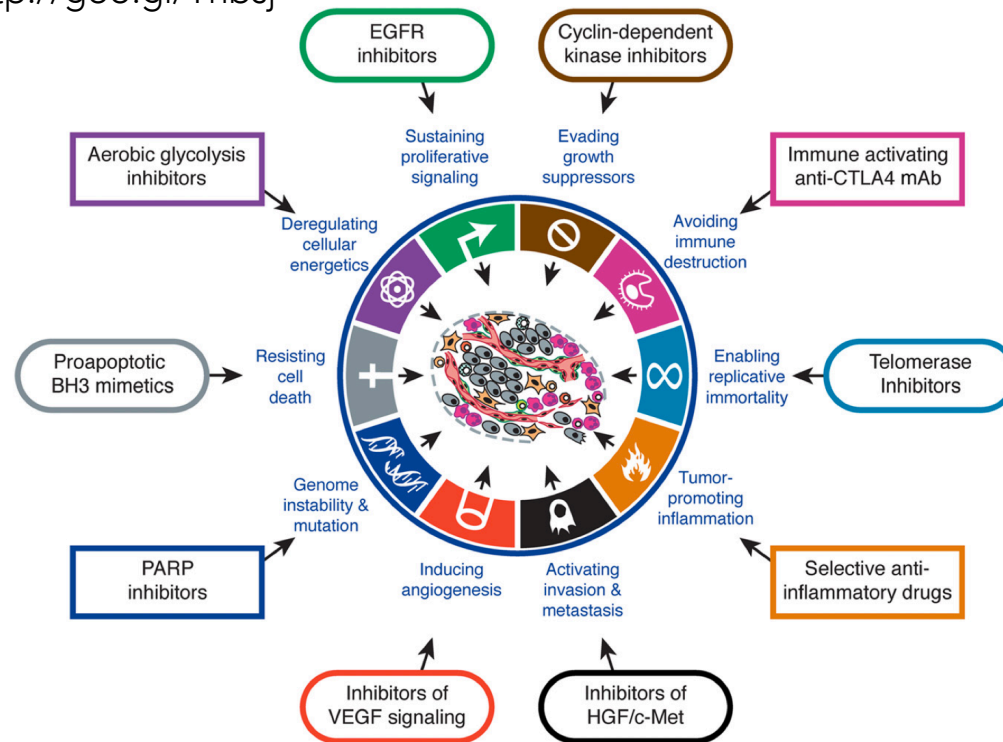 EGFR
inhibitors
Cyclin-dependent
kinase inhibitors
Sustaining
proliferative
signaling
Evading
growth
suppressors
Aerobic glycolysis
inhibitors
Immune activating
anti-CTLA4 mAb
Deregulating
cellular
energetics
Avoiding
immune
destruction
Proapoptotic
BH3 mimetics
Resisting
cell
death
Enabling
replicative
immortality
Telomerase
Inhibitors
Genome
instability &
mutation
Tumor-
promoting
inflammation
PARP
inhibitors
Inducing
angiogenesis
Activating
invasion &
metastasis
Selective anti-
inflammatory drugs
Inhibitors of
VEGF signaling
Inhibitors of
HGF/c-Met